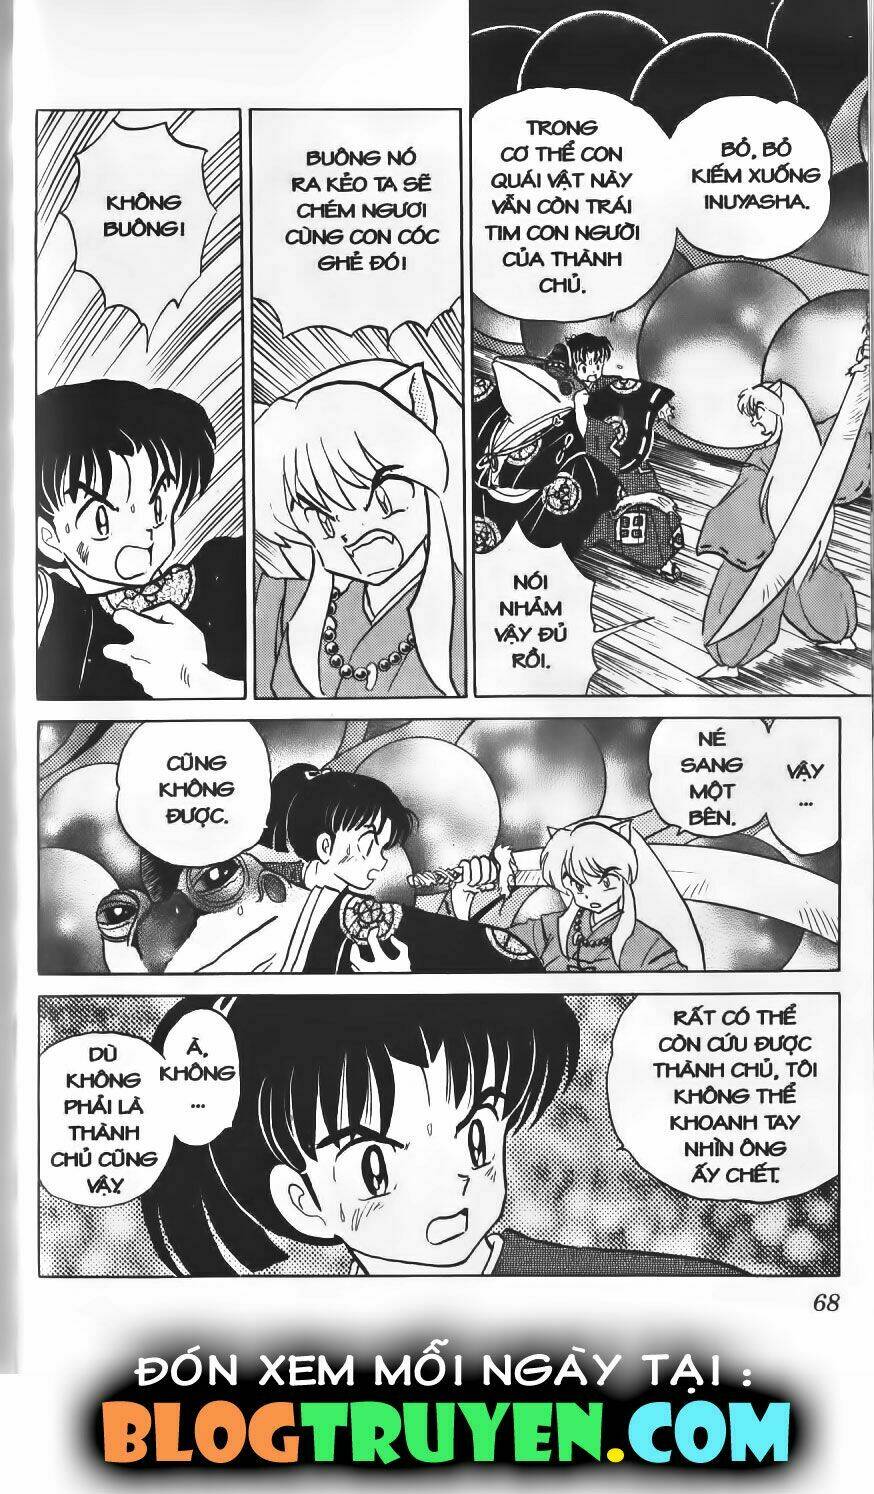 BỎ, BỎ
KIẾM XUỐNG
INUYASHA.
TRONG
CƠ THỂ CON
QUÁI VẬT NÀY
VẪN CÒN TRÁI
TIM CON NGƯỜI
CỦA THÀNH
CHỦ.
NÓI
NHẢM
VẬY ĐỦ
RỒI.
BUÔNG NÓ
RA KẺO TA SẼ
CHÉM NGƯƠI
CÙNG CON CÓC
GHẺ ĐÓ!
KHÔNG
BUÔNG!
VẬY
...
NÉ
SANG
MỘT
BÊN.
CŨNG
KHÔNG
ĐƯỢC.
RẤT CÓ THỂ
CÒN CỨU ĐƯỢC
THÀNH CHỦ, TÔI
KHÔNG THỂ
KHOANH TAY
NHÌN ÔNG
ẤY CHẾT.
À,
KHÔNG
...
DÙ
KHÔNG
PHẢI LÀ
THÀNH
CHỦ CŨNG
VẬY.
68
ĐÓN XEM MỖI NGÀY TẠI :
BLOGTRUYEN.COM